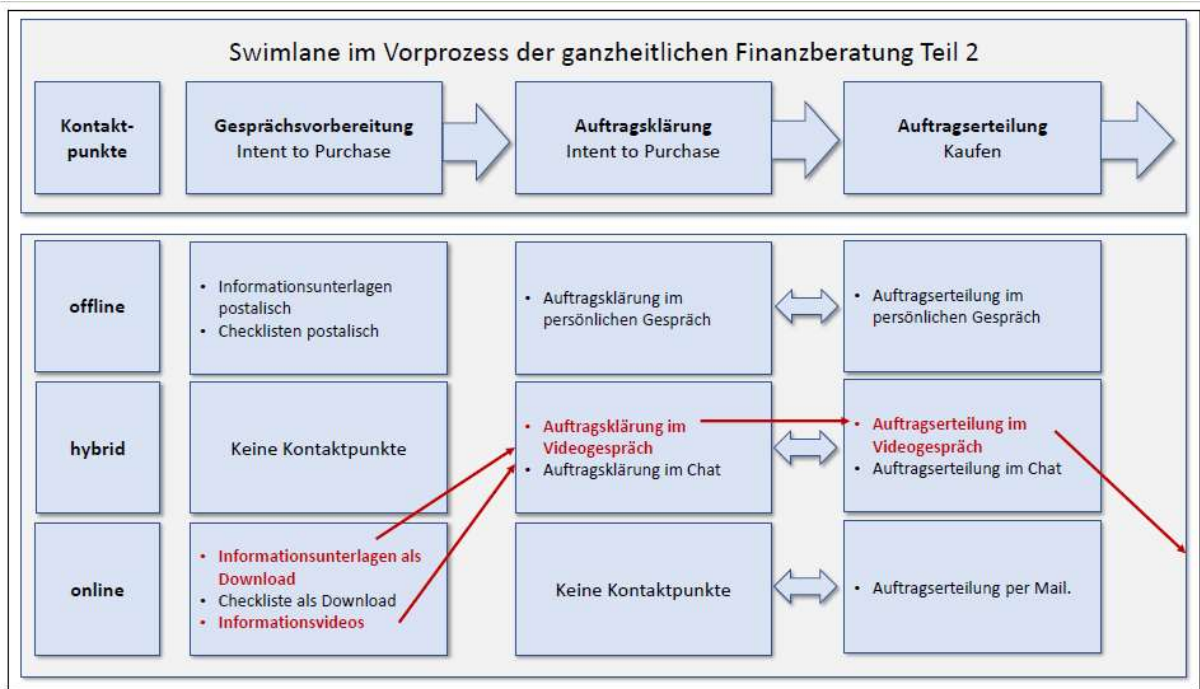 Swimlane im Vorprozess der ganzheitlichen Finanzberatung Teil 2
Kontakt-
punkte
Gesprächsvorbereitung
Intent to Purchase
Auftragsklärung
Intent to Purchase
Auftragserteilung
Kaufen
offline
• Informationsunterlagen
postalisch
• Checklisten postalisch
• Auftragsklärung im
persönlichen Gespräch
• Auftragserteilung im
persönlichen Gespräch
hybrid
Keine Kontaktpunkte
• Auftragsklärung im
Videogespräch
• Auftragsklärung im Chat
• Auftragserteilung im
Videogespräch
• Auftragserteilung im Chat
online
• Informationsunterlagen als
Download
• Checkliste als Download
• Informationsvideos
Keine Kontaktpunkte
• Auftragserteilung per Mail.